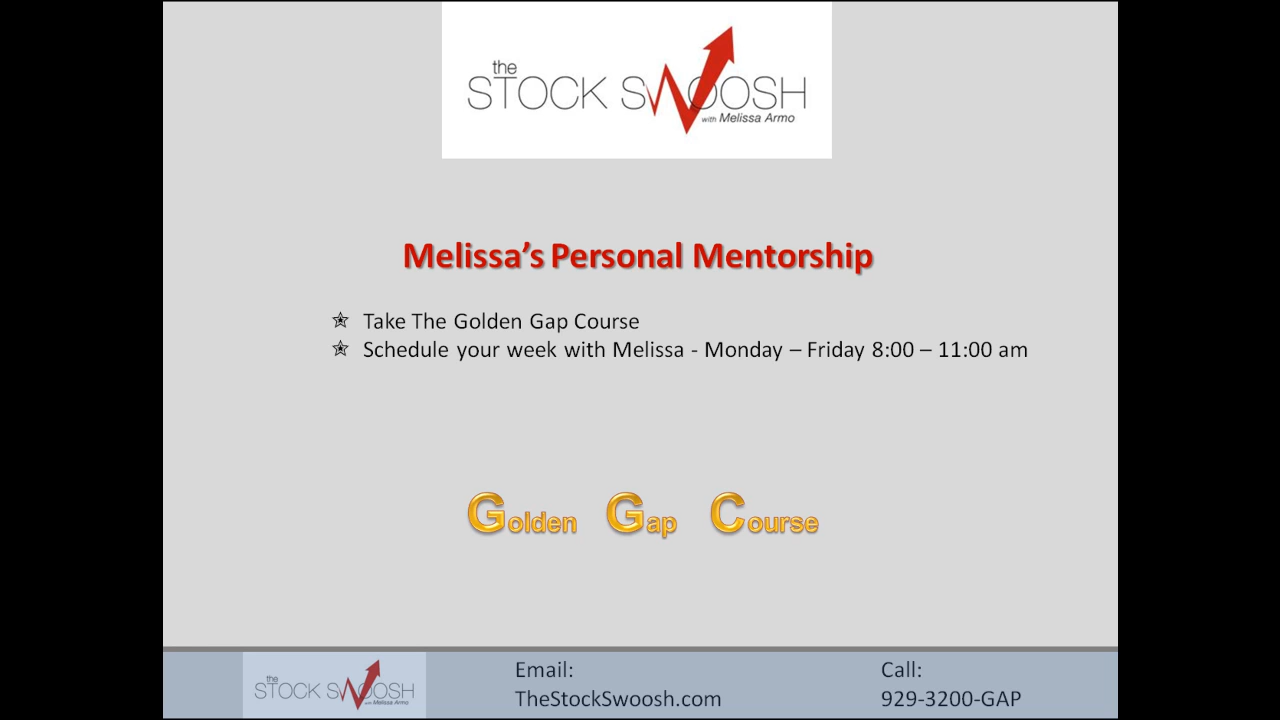 the
STOCK SWOOSH
with Melissa Armo
Melissa's Personal Mentorship
Take The Golden Gap Course
Schedule your week with Melissa - Monday – Friday 8:00 – 11:00 am
Golden Gap Course
the
STOCK SWOOSH
with Melissa Armo
Email:
TheStockSwoosh.com
Call:
929-3200-GAP